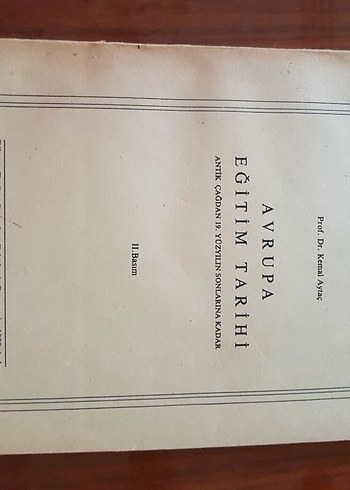 Prof. Dr. Kemal Aytaç
AVRUPA
EĞİTİM TARİHİ
ANTİK ÇAĞDAN 19. YÜZYILIN SONLARINA KADAR
II.Basım